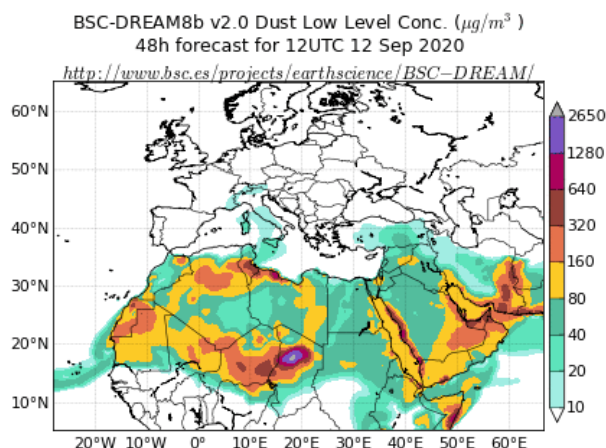 BSC-DREAM8b v2.0 Dust Low Level Conc. (μg/m³ )
48h forecast for 12UTC 12 Sep 2020
http://www.bsc.es/projects/earthscience/BSC−DREAM/
60°N
50°N
40°N
30°N
20°N
10°N
20°W 10°W 0° 10°E 20°E 30°E 40°E 50°E 60°E
2650
1280
640
320
160
80
40
20
10